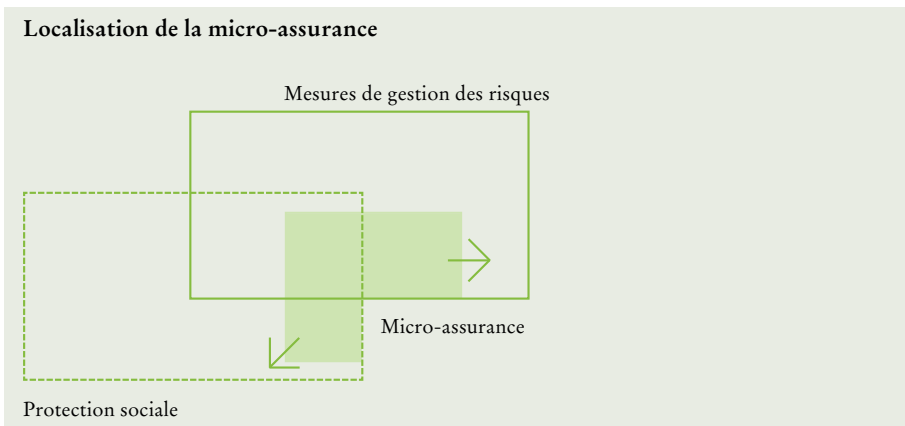 Localisation de la micro-assurance
Mesures de gestion des risques
Micro-assurance
Protection sociale